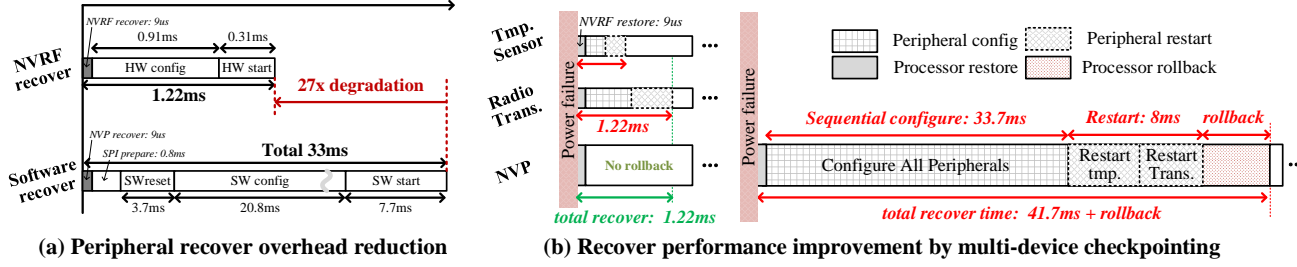 NVRF recover: 9us
0.91ms
0.31ms
NVRF
recover
HW config
HW start
1.22ms
27x degradation
NVP recover: 9us
SPI prepare: 0.8ms
Total 33ms
Software
recover
SWreset
SW config
SW start
3.7ms
20.8ms
7.7ms
(a) Peripheral recover overhead reduction
Power failure
NVRF restore: 9us
Tmp.
Sensor
...
Radio
Trans.
...
1.22ms
NVP
No rollback
...
total recover: 1.22ms
Peripheral config
Peripheral restart
Processor restore
Processor rollback
Power failure
Sequential configure: 33.7ms
Restart: 8ms
rollback
Configure All Peripherals
Restart
tmp.
Restart
Trans.
...
total recover time: 41.7ms + rollback
(b) Recover performance improvement by multi-device checkpointing